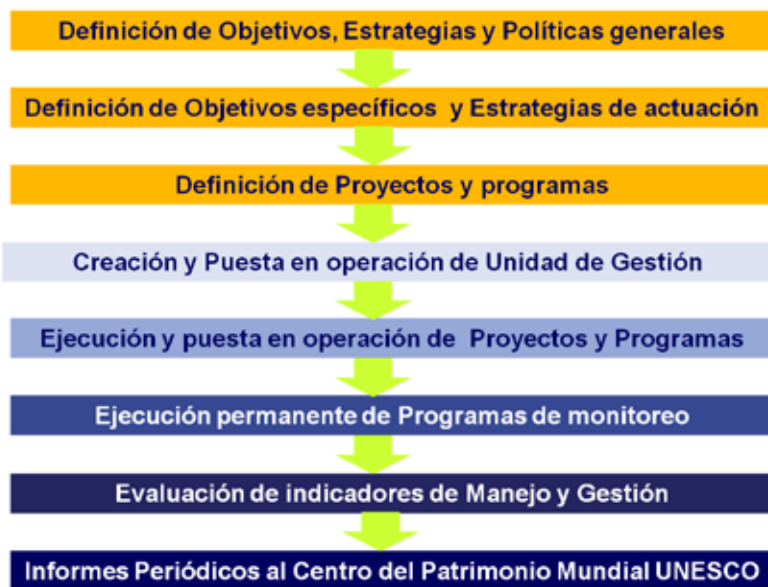 Definición de Objetivos, Estrategias y Políticas generales
Definición de Objetivos específicos y Estrategias de actuación
Definición de Proyectos y programas
Creación y Puesta en operación de Unidad de Gestión
Ejecución y puesta en operación de Proyectos y Programas
Ejecución permanente de Programas de monitoreo
Evaluación de indicadores de Manejo y Gestión
Informes Periódicos al Centro del Patrimonio Mundial UNESCO